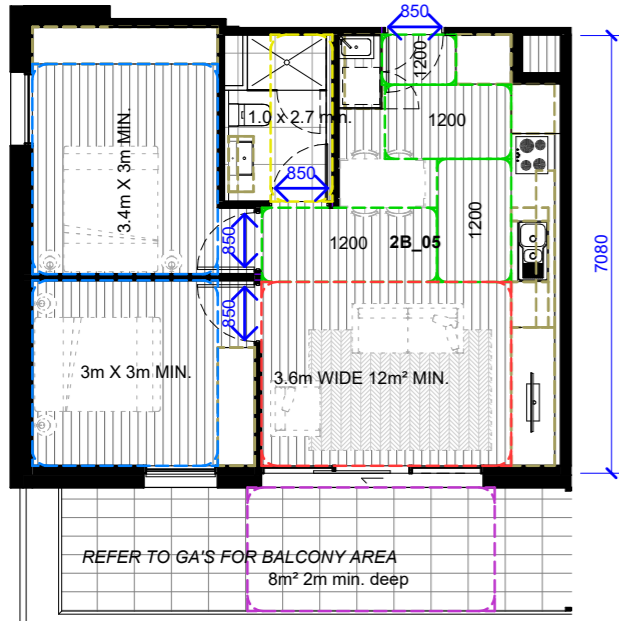 850
1200
1.0 x 2.7 min.
1200
3.4m X 3m MIN.
850
1200
850
1200
2B_05
7080
850
3m X 3m MIN.
3.6m WIDE 12m² MIN.
REFER TO GA'S FOR BALCONY AREA
8m² 2m min. deep